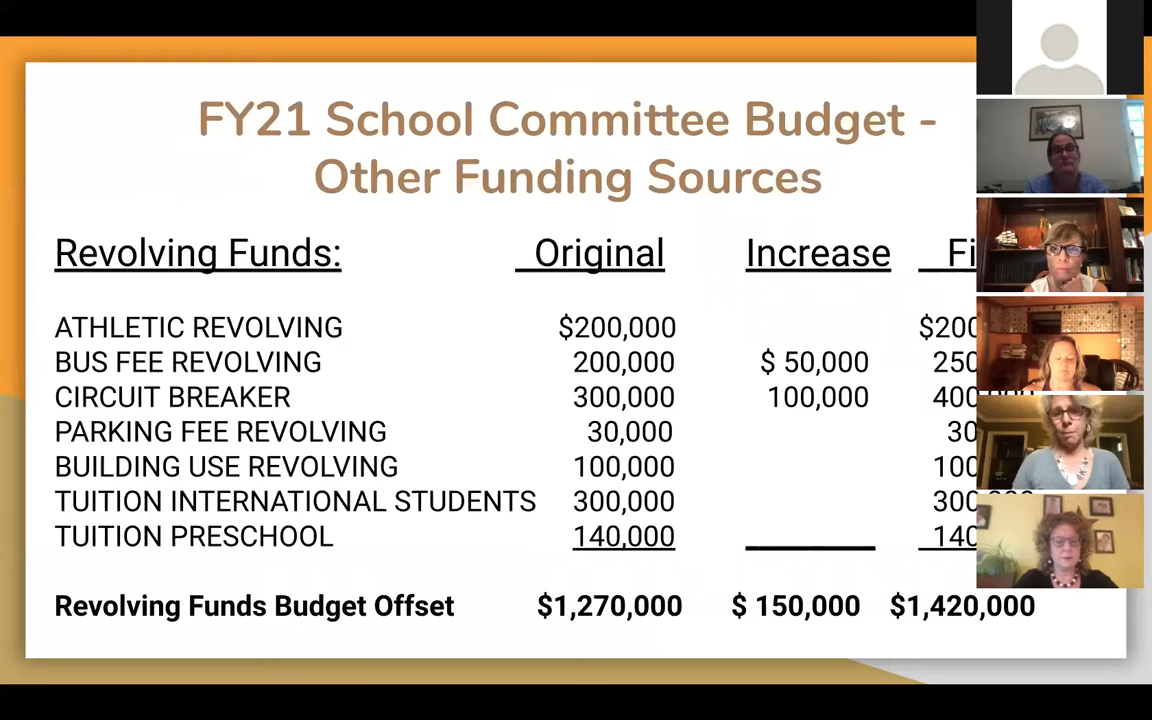 FY21 School Committee Budget -
Other Funding Sources
Revolving Funds: Original Increase
ATHLETIC REVOLVING $200,000
BUS FEE REVOLVING 200,000 $ 50,000
CIRCUIT BREAKER 300,000 100,000
PARKING FEE REVOLVING 30,000
BUILDING USE REVOLVING 100,000
TUITION INTERNATIONAL STUDENTS 300,000
TUITION PRESCHOOL 140,000
Revolving Funds Budget Offset $1,270,000 $ 150,000 $1,420,000